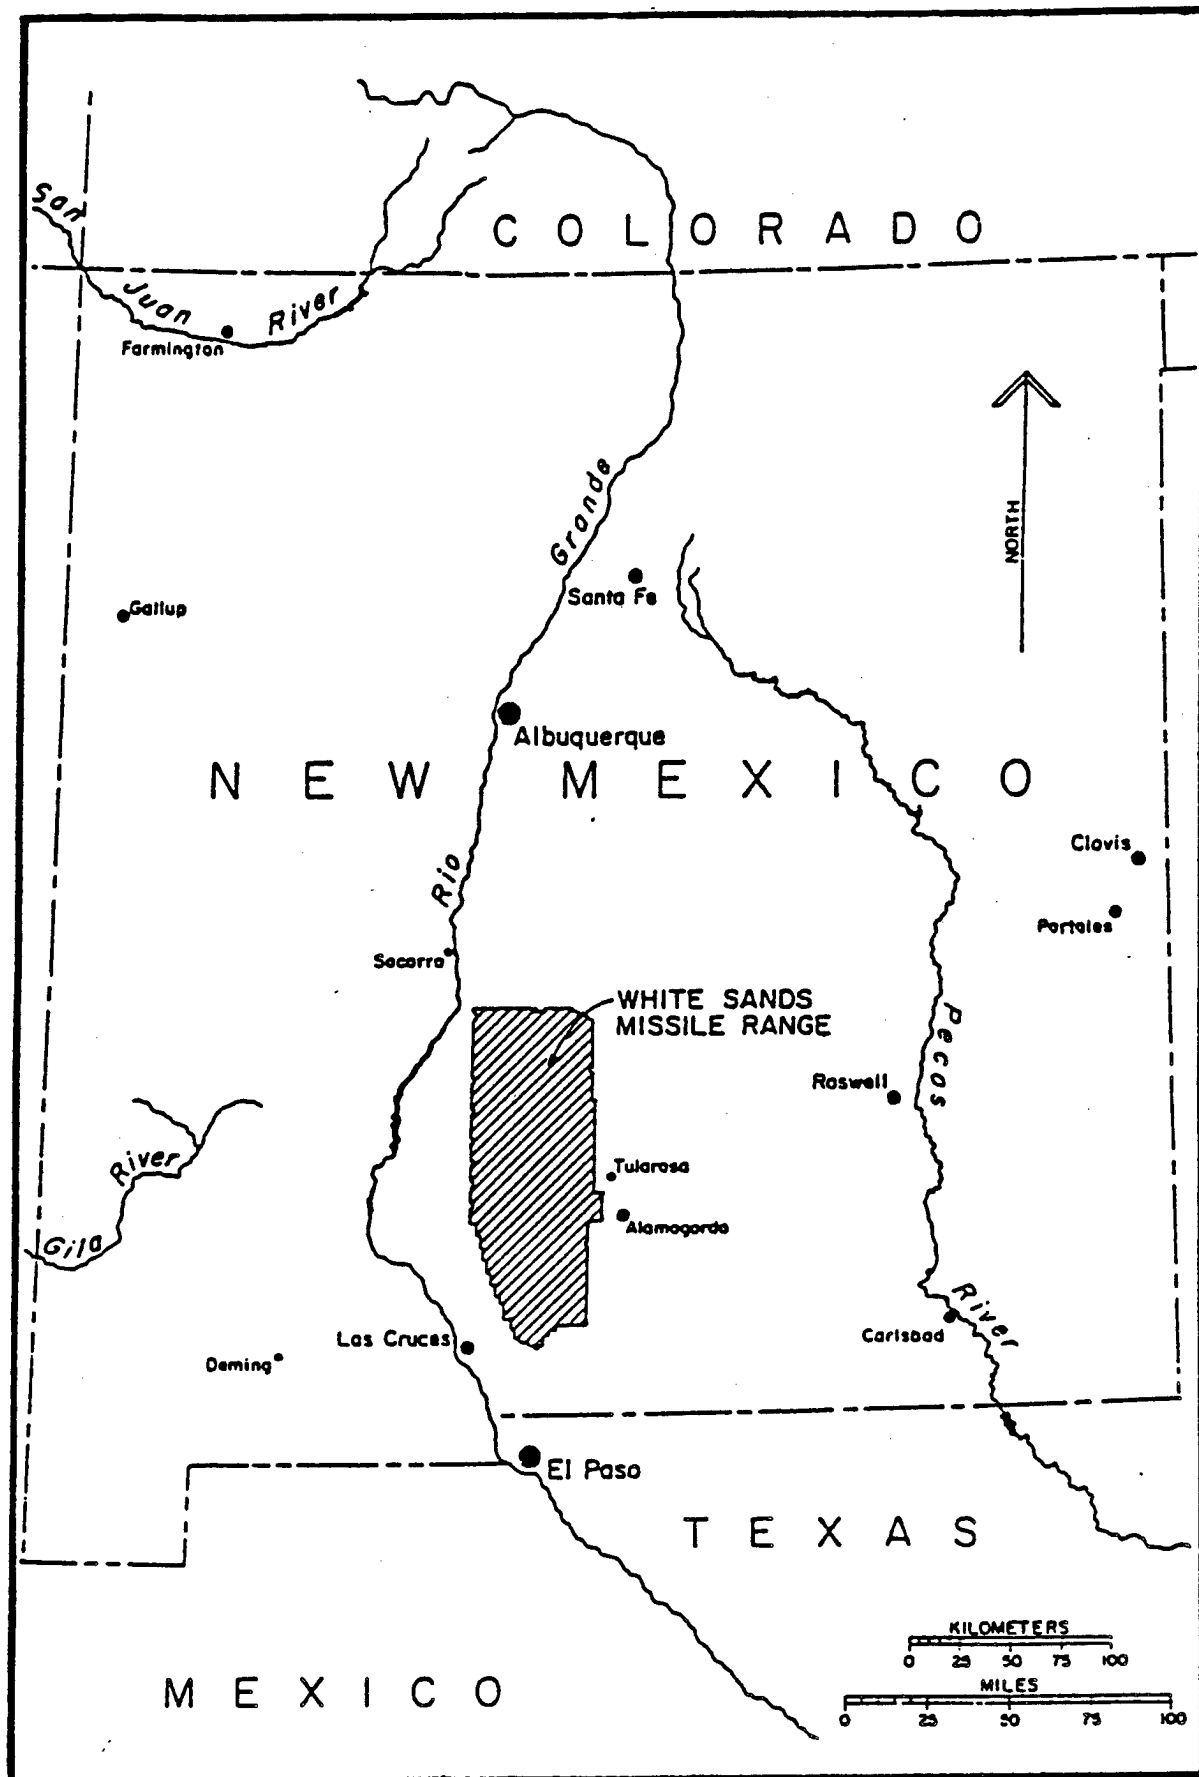 COLORADO
San
Juan
River
Farmington
Grande
NORTH
Santa Fe
Gallup
Albuquerque
NEW MEXICO
Clovis
Rio
Portales
Socorro
WHITE SANDS
MISSILE RANGE
Pecos
Roswell
River
Tularosa
Alamogordo
Gila
River
Carlsbad
Las Cruces
Deming
El Paso
TEXAS
KILOMETERS
0 25 50 75 100
MEXICO
MILES
0 25 50 75 100